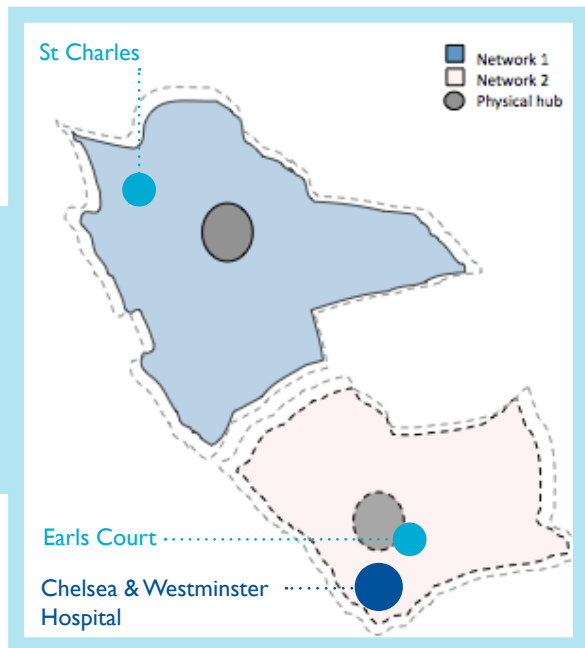 St Charles
Network 1
Network 2
Physical hub
Earls Court
Chelsea & Westminster
Hospital